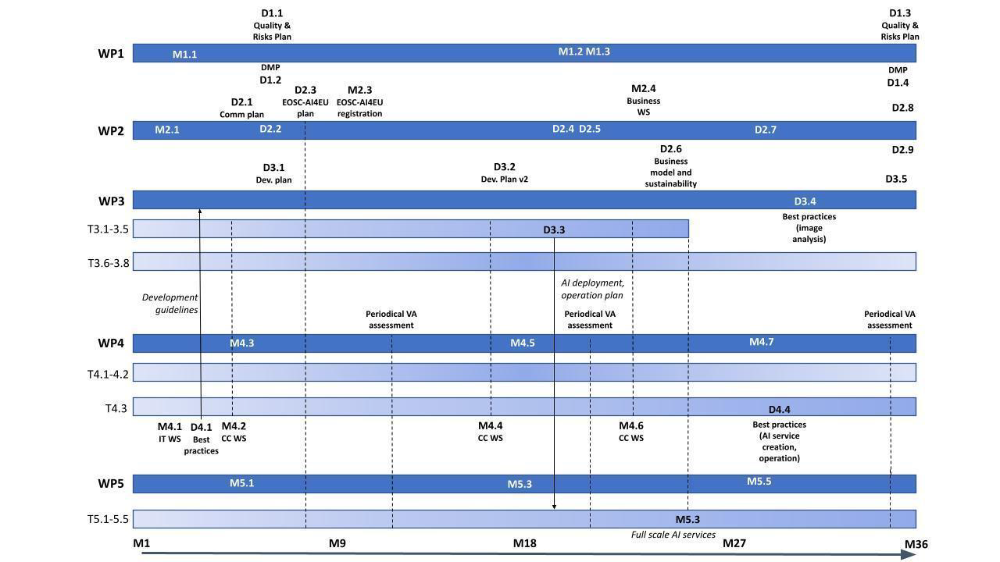 D1.1
Quality &
Risks Plan
D1.3
Quality &
Risks Plan
WP1
M1.1
M1.2 M1.3
DMP
D1.2
DMP
D1.4
D2.1
Comm plan
D2.3
EOSC-AI4EU
plan
M2.3
EOSC-AI4EU
registration
M2.4
Business
WS
D2.8
WP2
M2.1
D2.2
D2.4 D2.5
D2.7
D2.6
Business
model and
sustainability
D2.9
D3.1
Dev. plan
D3.2
Dev. Plan v2
D3.5
WP3
D3.4
Best practices
(image
analysis)
T3.1-3.5
D3.3
T3.6-3.8
Development
guidelines
AI deployment,
operation plan
Periodical VA
assessment
Periodical VA
assessment
Periodical VA
assessment
WP4
M4.3
M4.5
M4.7
T4.1-4.2
T4.3
D4.4
M4.1
IT WS
D4.1
Best
practices
M4.2
CC WS
M4.4
CC WS
M4.6
CC WS
Best practices
(AI service
creation,
operation)
WP5
M5.1
M5.3
M5.5
T5.1-5.5
M5.3
Full scale AI services
M1
M9
M18
M27
M36